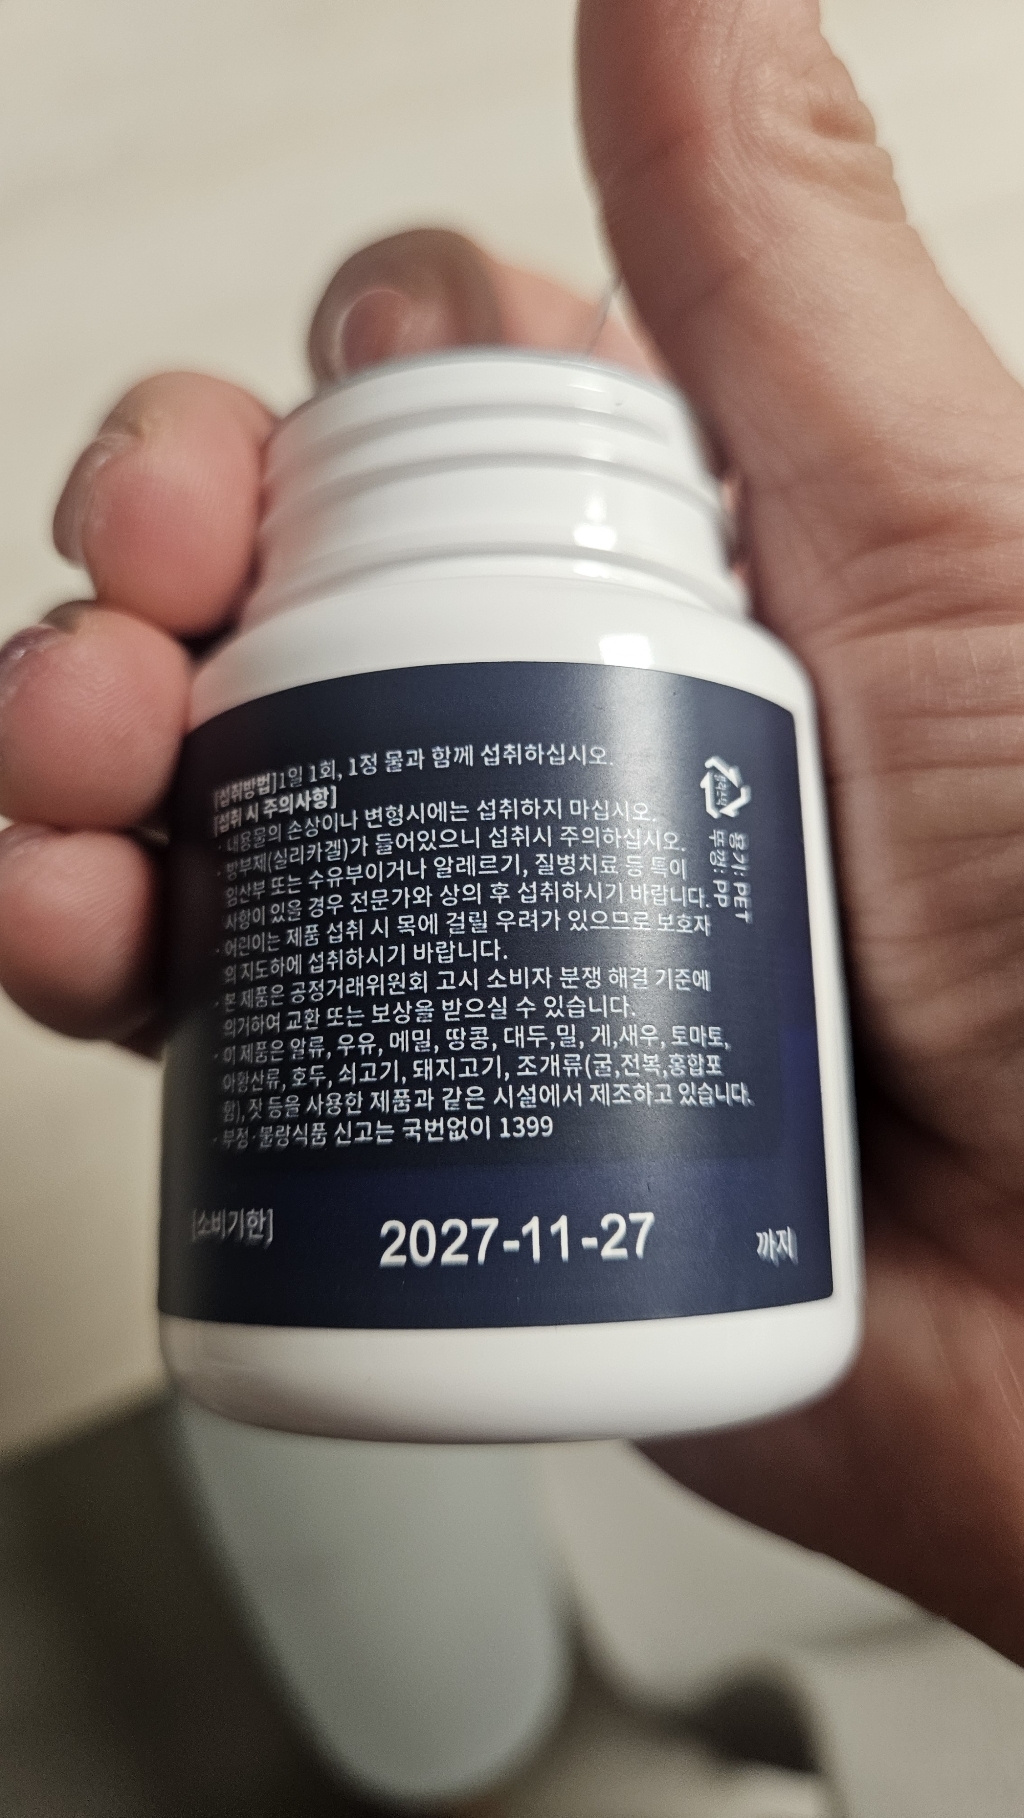 [섭취방법]1일 1회, 1정 물과 함께 섭취하십시오.
[섭취 시 주의사항]
· 내용물의 손상이나 변형시에는 섭취하지 마십시오.
· 방부제(실리카겔)가 들어있으니 섭취시 주의하십시오.
· 임산부 또는 수유부이거나 알레르기, 질병치료 등 특이
사항이 있을 경우 전문가와 상의 후 섭취하시기 바랍니다.
· 어린이는 제품 섭취 시 목에 걸릴 우려가 있으므로 보호자
의 지도하에 섭취하시기 바랍니다.
· 본 제품은 공정거래위원회 고시 소비자 분쟁 해결 기준에
의거하여 교환 또는 보상을 받으실 수 있습니다.
· 이 제품은 알류, 우유, 메밀, 땅콩, 대두,밀, 게,새우, 토마토,
아황산류, 호두, 쇠고기, 돼지고기, 조개류(굴,전복,홍합포
함), 잣 등을 사용한 제품과 같은 시설에서 제조하고 있습니다.
· 부정·불량식품 신고는 국번없이 1399
용기: PET
뚜껑: PP
[소비기한] 2027-11-27 까지